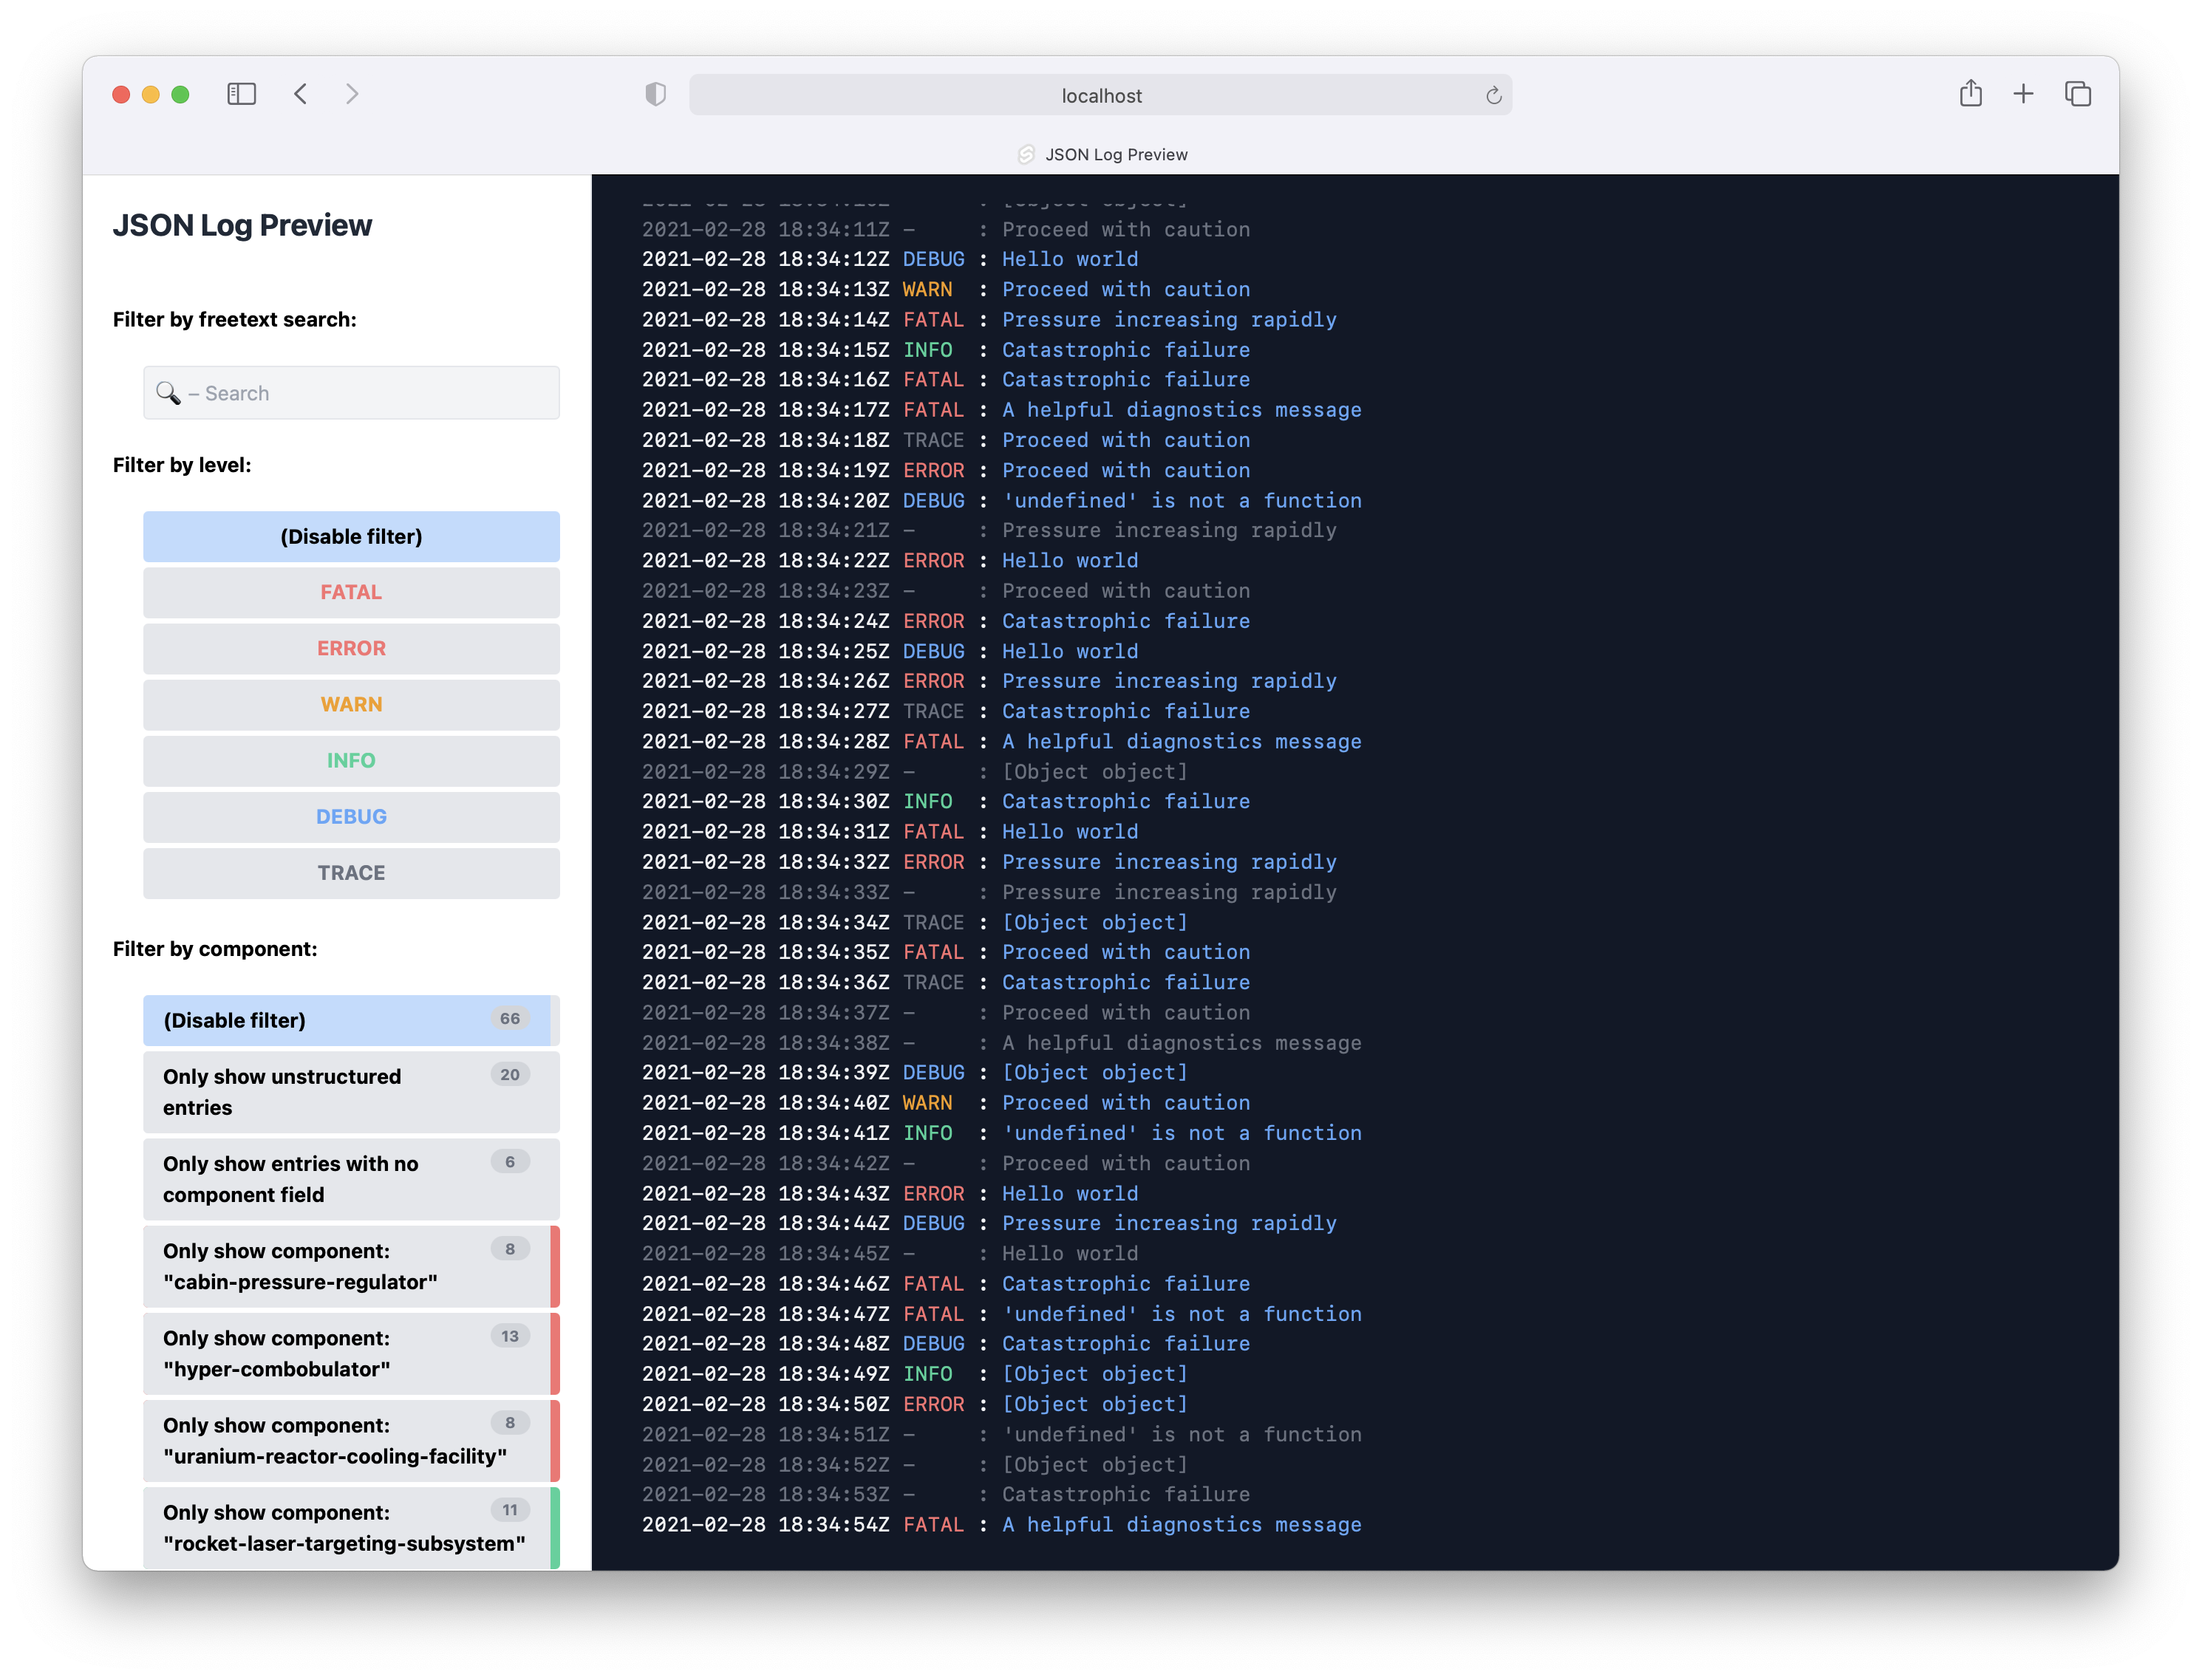 localhost
JSON Log Preview
JSON Log Preview
Filter by freetext search:
– Search
Filter by level:
(Disable filter)
FATAL
ERROR
WARN
INFO
DEBUG
TRACE
Filter by component:
(Disable filter) 66
Only show unstructured 20
entries
Only show entries with no 6
component field
Only show component: 8
"cabin-pressure-regulator"
Only show component: 13
"hyper-combobulator"
Only show component: 8
"uranium-reactor-cooling-facility"
Only show component: 11
"rocket-laser-targeting-subsystem"
: [Object object]
2021-02-28 18:34:11Z – : Proceed with caution
2021-02-28 18:34:12Z DEBUG : Hello world
2021-02-28 18:34:13Z WARN : Proceed with caution
2021-02-28 18:34:14Z FATAL : Pressure increasing rapidly
2021-02-28 18:34:15Z INFO : Catastrophic failure
2021-02-28 18:34:16Z FATAL : Catastrophic failure
2021-02-28 18:34:17Z FATAL : A helpful diagnostics message
2021-02-28 18:34:18Z TRACE : Proceed with caution
2021-02-28 18:34:19Z ERROR : Proceed with caution
2021-02-28 18:34:20Z DEBUG : 'undefined' is not a function
2021-02-28 18:34:21Z – : Pressure increasing rapidly
2021-02-28 18:34:22Z ERROR : Hello world
2021-02-28 18:34:23Z – : Proceed with caution
2021-02-28 18:34:24Z ERROR : Catastrophic failure
2021-02-28 18:34:25Z DEBUG : Hello world
2021-02-28 18:34:26Z ERROR : Pressure increasing rapidly
2021-02-28 18:34:27Z TRACE : Catastrophic failure
2021-02-28 18:34:28Z FATAL : A helpful diagnostics message
2021-02-28 18:34:29Z – : [Object object]
2021-02-28 18:34:30Z INFO : Catastrophic failure
2021-02-28 18:34:31Z FATAL : Hello world
2021-02-28 18:34:32Z ERROR : Pressure increasing rapidly
2021-02-28 18:34:33Z – : Pressure increasing rapidly
2021-02-28 18:34:34Z TRACE : [Object object]
2021-02-28 18:34:35Z FATAL : Proceed with caution
2021-02-28 18:34:36Z TRACE : Catastrophic failure
2021-02-28 18:34:37Z – : Proceed with caution
2021-02-28 18:34:38Z – : A helpful diagnostics message
2021-02-28 18:34:39Z DEBUG : [Object object]
2021-02-28 18:34:40Z WARN : Proceed with caution
2021-02-28 18:34:41Z INFO : 'undefined' is not a function
2021-02-28 18:34:42Z – : Proceed with caution
2021-02-28 18:34:43Z ERROR : Hello world
2021-02-28 18:34:44Z DEBUG : Pressure increasing rapidly
2021-02-28 18:34:45Z – : Hello world
2021-02-28 18:34:46Z FATAL : Catastrophic failure
2021-02-28 18:34:47Z FATAL : 'undefined' is not a function
2021-02-28 18:34:48Z DEBUG : Catastrophic failure
2021-02-28 18:34:49Z INFO : [Object object]
2021-02-28 18:34:50Z ERROR : [Object object]
2021-02-28 18:34:51Z – : 'undefined' is not a function
2021-02-28 18:34:52Z – : [Object object]
2021-02-28 18:34:53Z – : Catastrophic failure
2021-02-28 18:34:54Z FATAL : A helpful diagnostics message